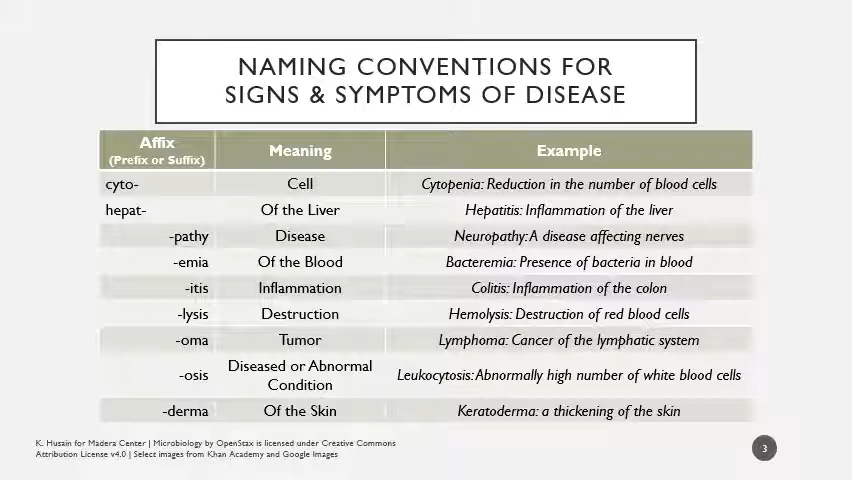 NAMING CONVENTIONS FOR
SIGNS & SYMPTOMS OF DISEASE
Affix Meaning Example
(Prefix or Suffix)
cyto- Cell Cytopenia: Reduction in the number of blood cells
hepat- Of the Liver Hepatitis: Inflammation of the liver
-pathy Disease Neuropathy: A disease affecting nerves
-emia Of the Blood Bacteremia: Presence of bacteria in blood
-itis Inflammation Colitis: Inflammation of the colon
-lysis Destruction Hemolysis: Destruction of red blood cells
-oma Tumor Lymphoma: Cancer of the lymphatic system
-osis Diseased or Abnormal Condition Leukocytosis: Abnormally high number of white blood cells
-derma Of the Skin Keratoderma: a thickening of the skin
K. Husain for Madera Center | Microbiology by OpenStax is licensed under Creative Commons
Attribution License v4.0 | Select images from Khan Academy and Google Images
3